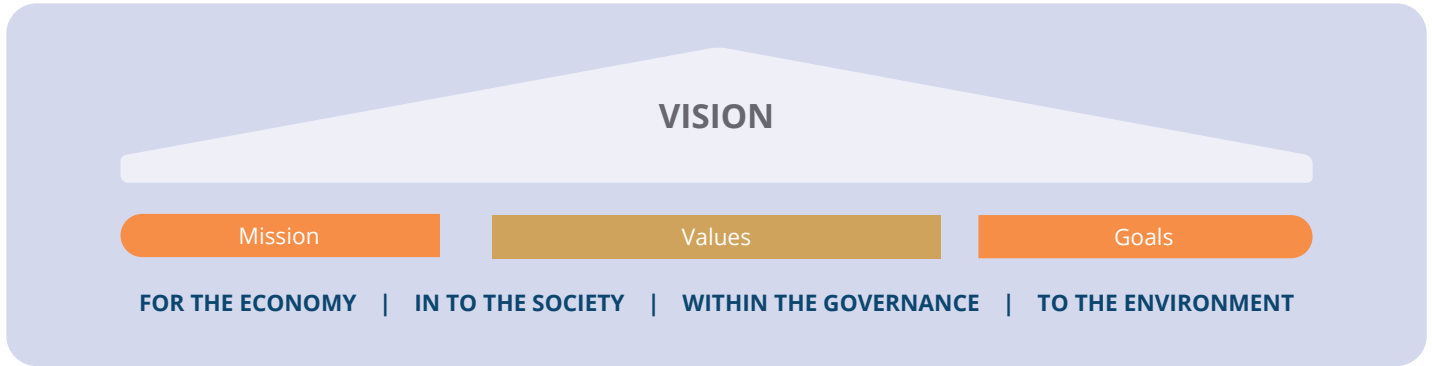 VISION
Mission Values Goals
FOR THE ECONOMY | IN TO THE SOCIETY | WITHIN THE GOVERNANCE | TO THE ENVIRONMENT